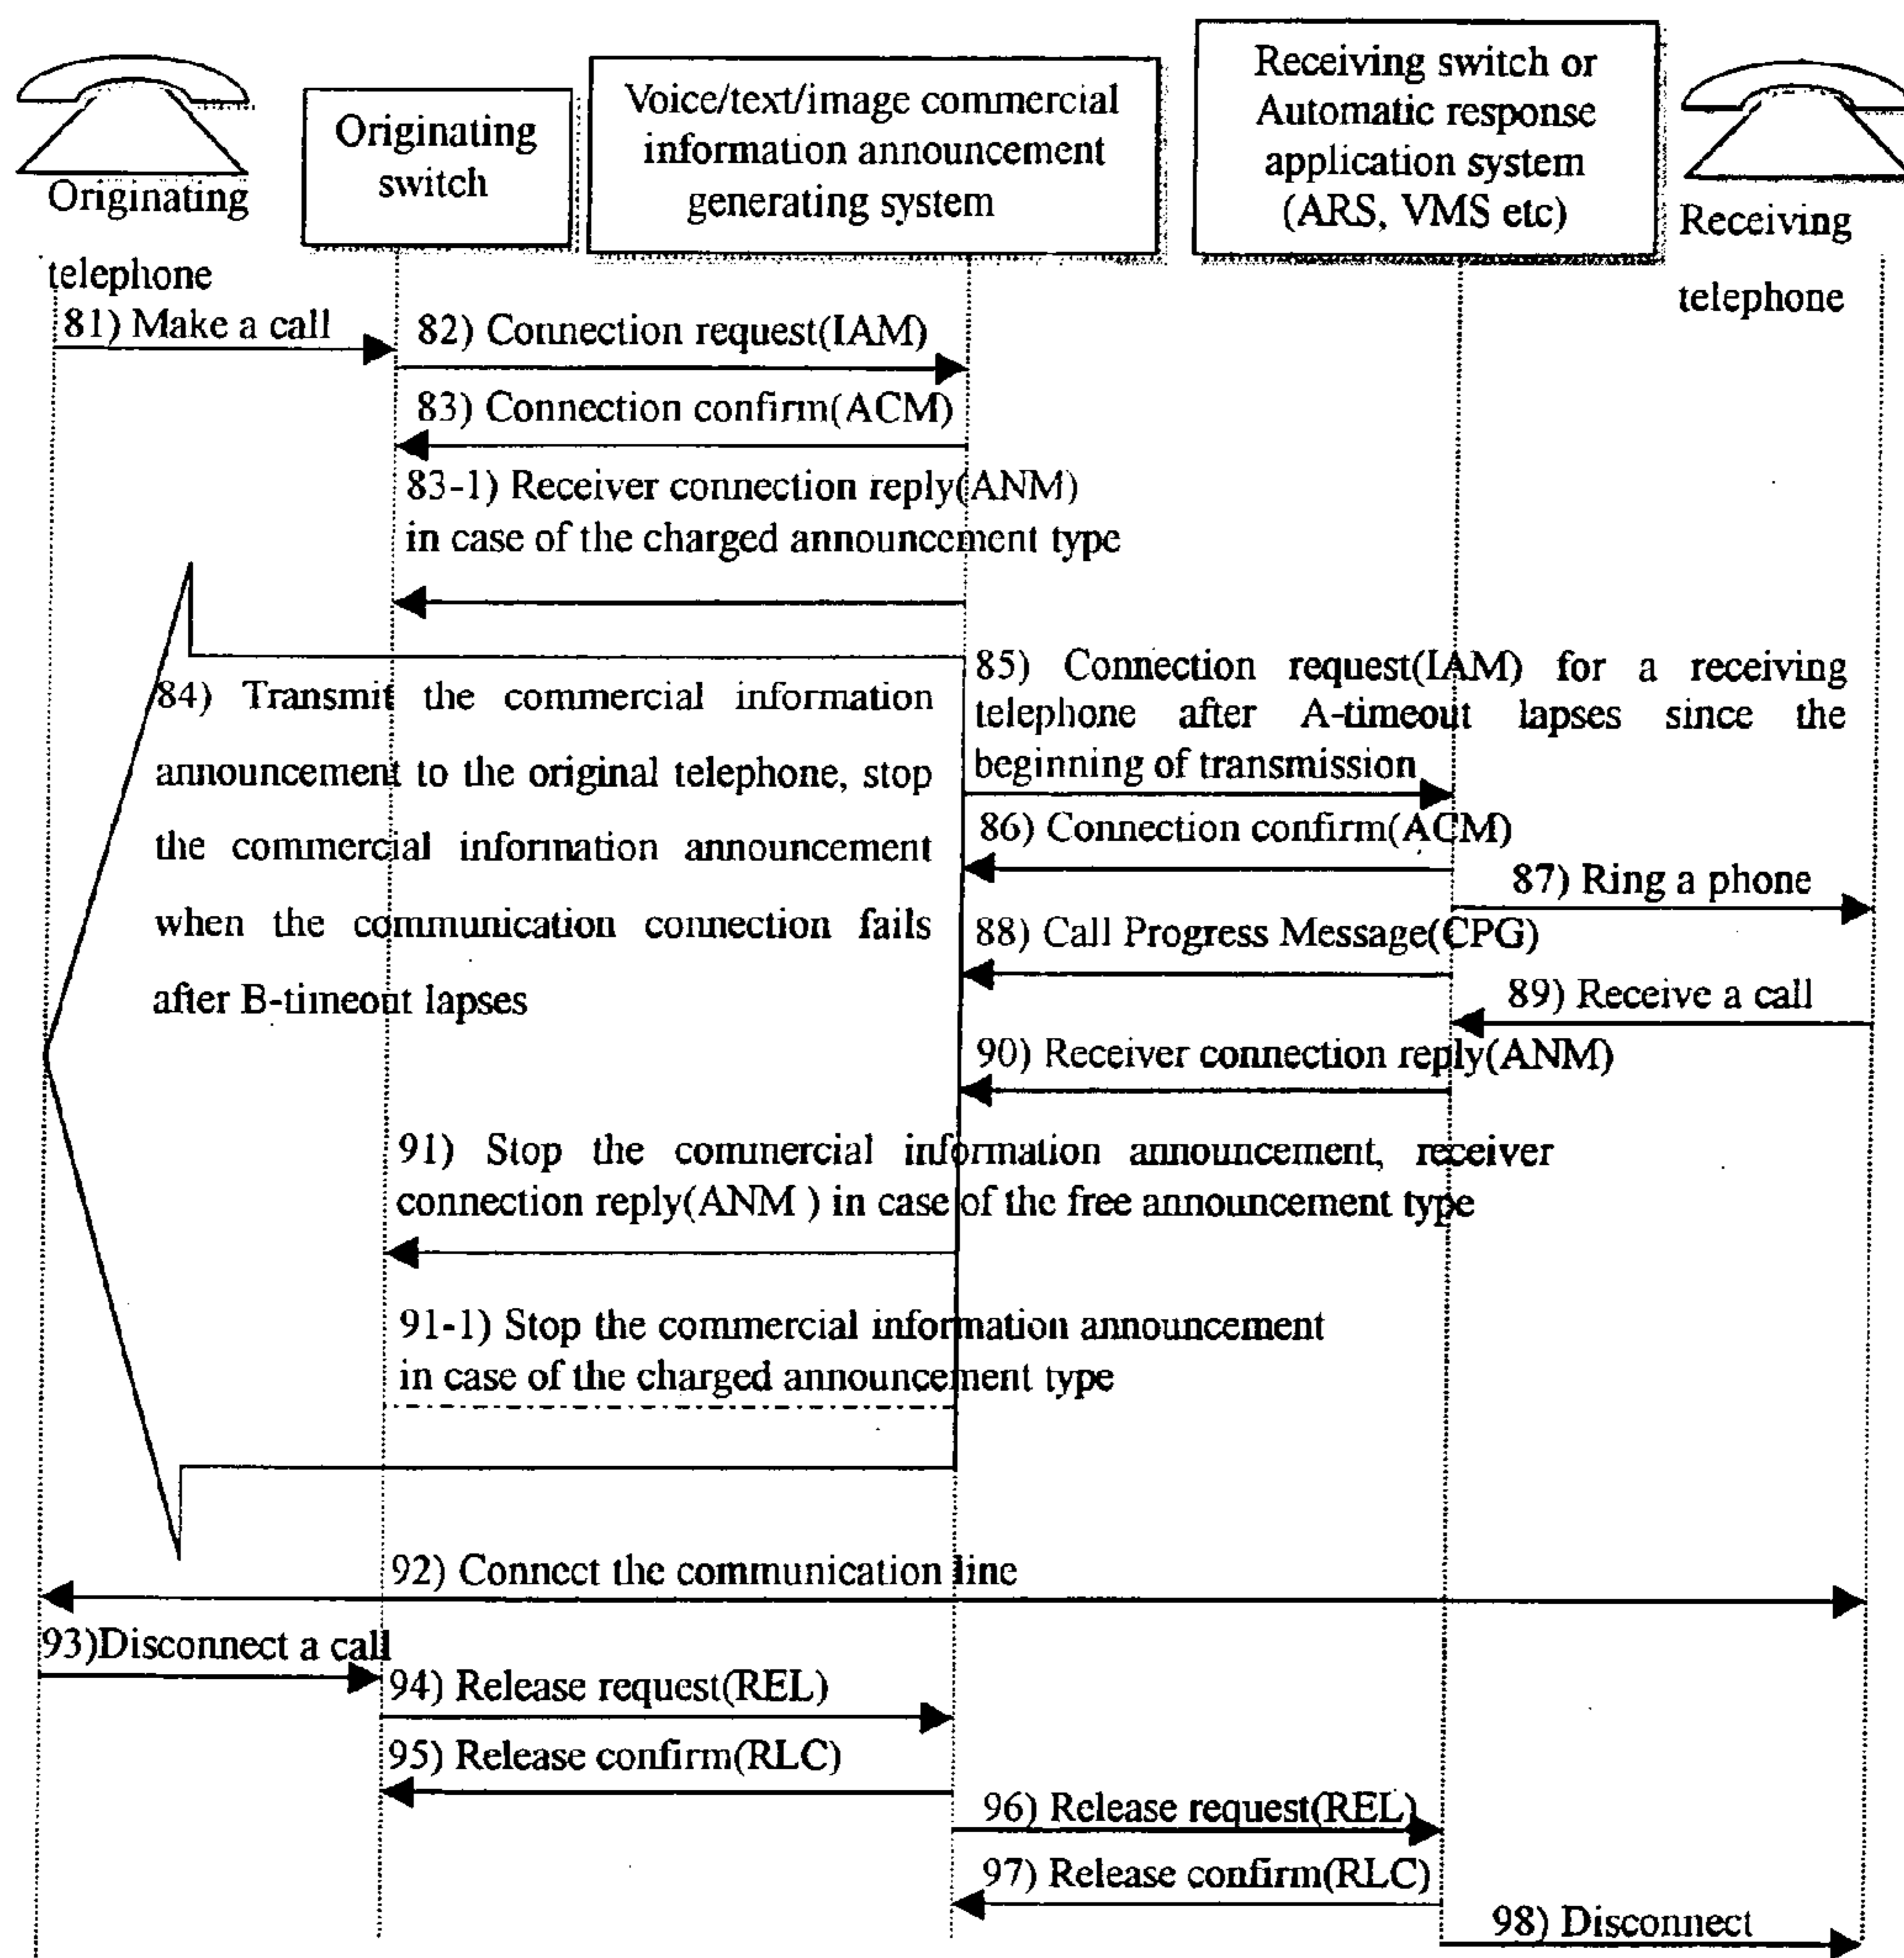 Originating
telephone
Originating
switch
Voice/text/image commercial
information announcement
generating system
Receiving switch or
Automatic response
application system
(ARS, VMS etc)
Receiving
telephone
81) Make a call
82) Connection request(IAM)
83) Connection confirm(ACM)
83-1) Receiver connection reply(ANM)
in case of the charged announcement type
84) Transmit the commercial information
announcement to the original telephone, stop
the commercial information announcement
when the communication connection fails
after B-timeout lapses
85) Connection request(IAM) for a receiving
telephone after A-timeout lapses since the
beginning of transmission
86) Connection confirm(ACM)
87) Ring a phone
88) Call Progress Message(CPG)
89) Receive a call
90) Receiver connection reply(ANM)
91) Stop the commercial information announcement, receiver
connection reply(ANM ) in case of the free announcement type
91-1) Stop the commercial information announcement
in case of the charged announcement type
92) Connect the communication line
93)Disconnect a call
94) Release request(REL)
95) Release confirm(RLC)
96) Release request(REL)
97) Release confirm(RLC)
98) Disconnect